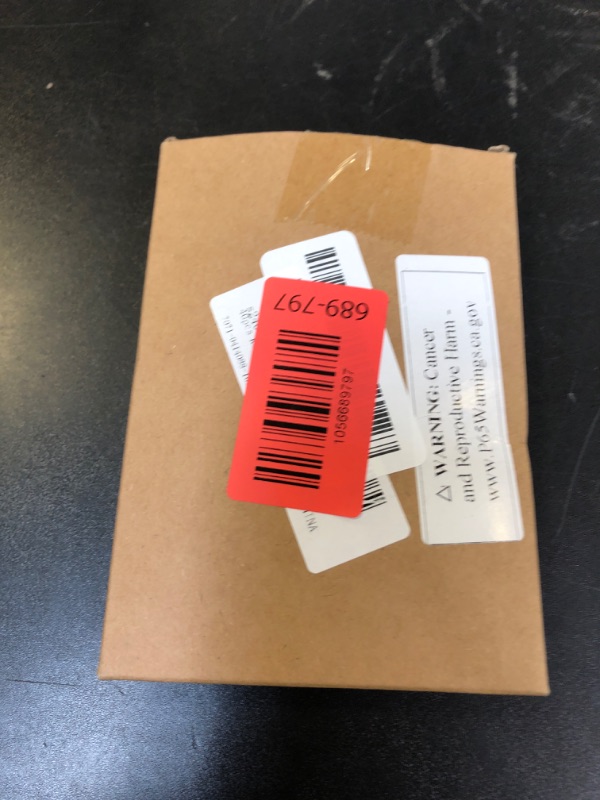 689-797
1056689797
⚠ WARNING: Cancer
and Reproductive Harm -
www.P65Warnings.ca.gov